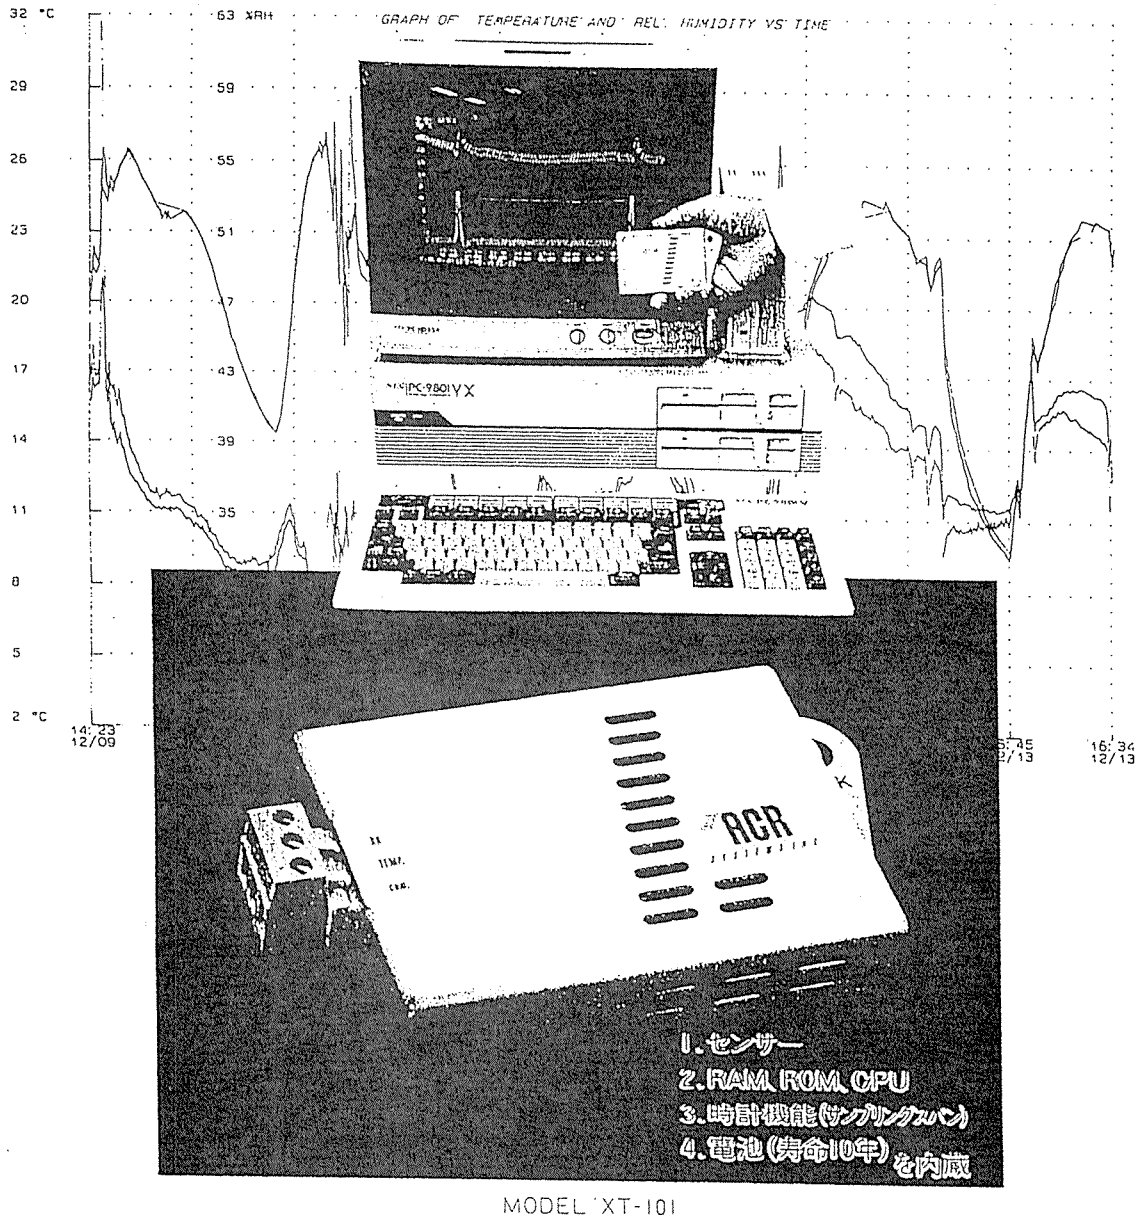 GRAPH OF TEMPERATURE AND REL. HUMIDITY VS TIME
32 °C
63 %RH
29
59
26
55
23
51
20
47
17
43
14
39
11
35
8
5
2 °C
14:23
12/09
16:34
12/13
PC-9801VX
TEMP.
ACR
1.センサー
2.RAM、ROM、CPU
3.時計機能(サンプリングスパン)
4.電池(寿命10年)を内蔵
MODEL XT-101